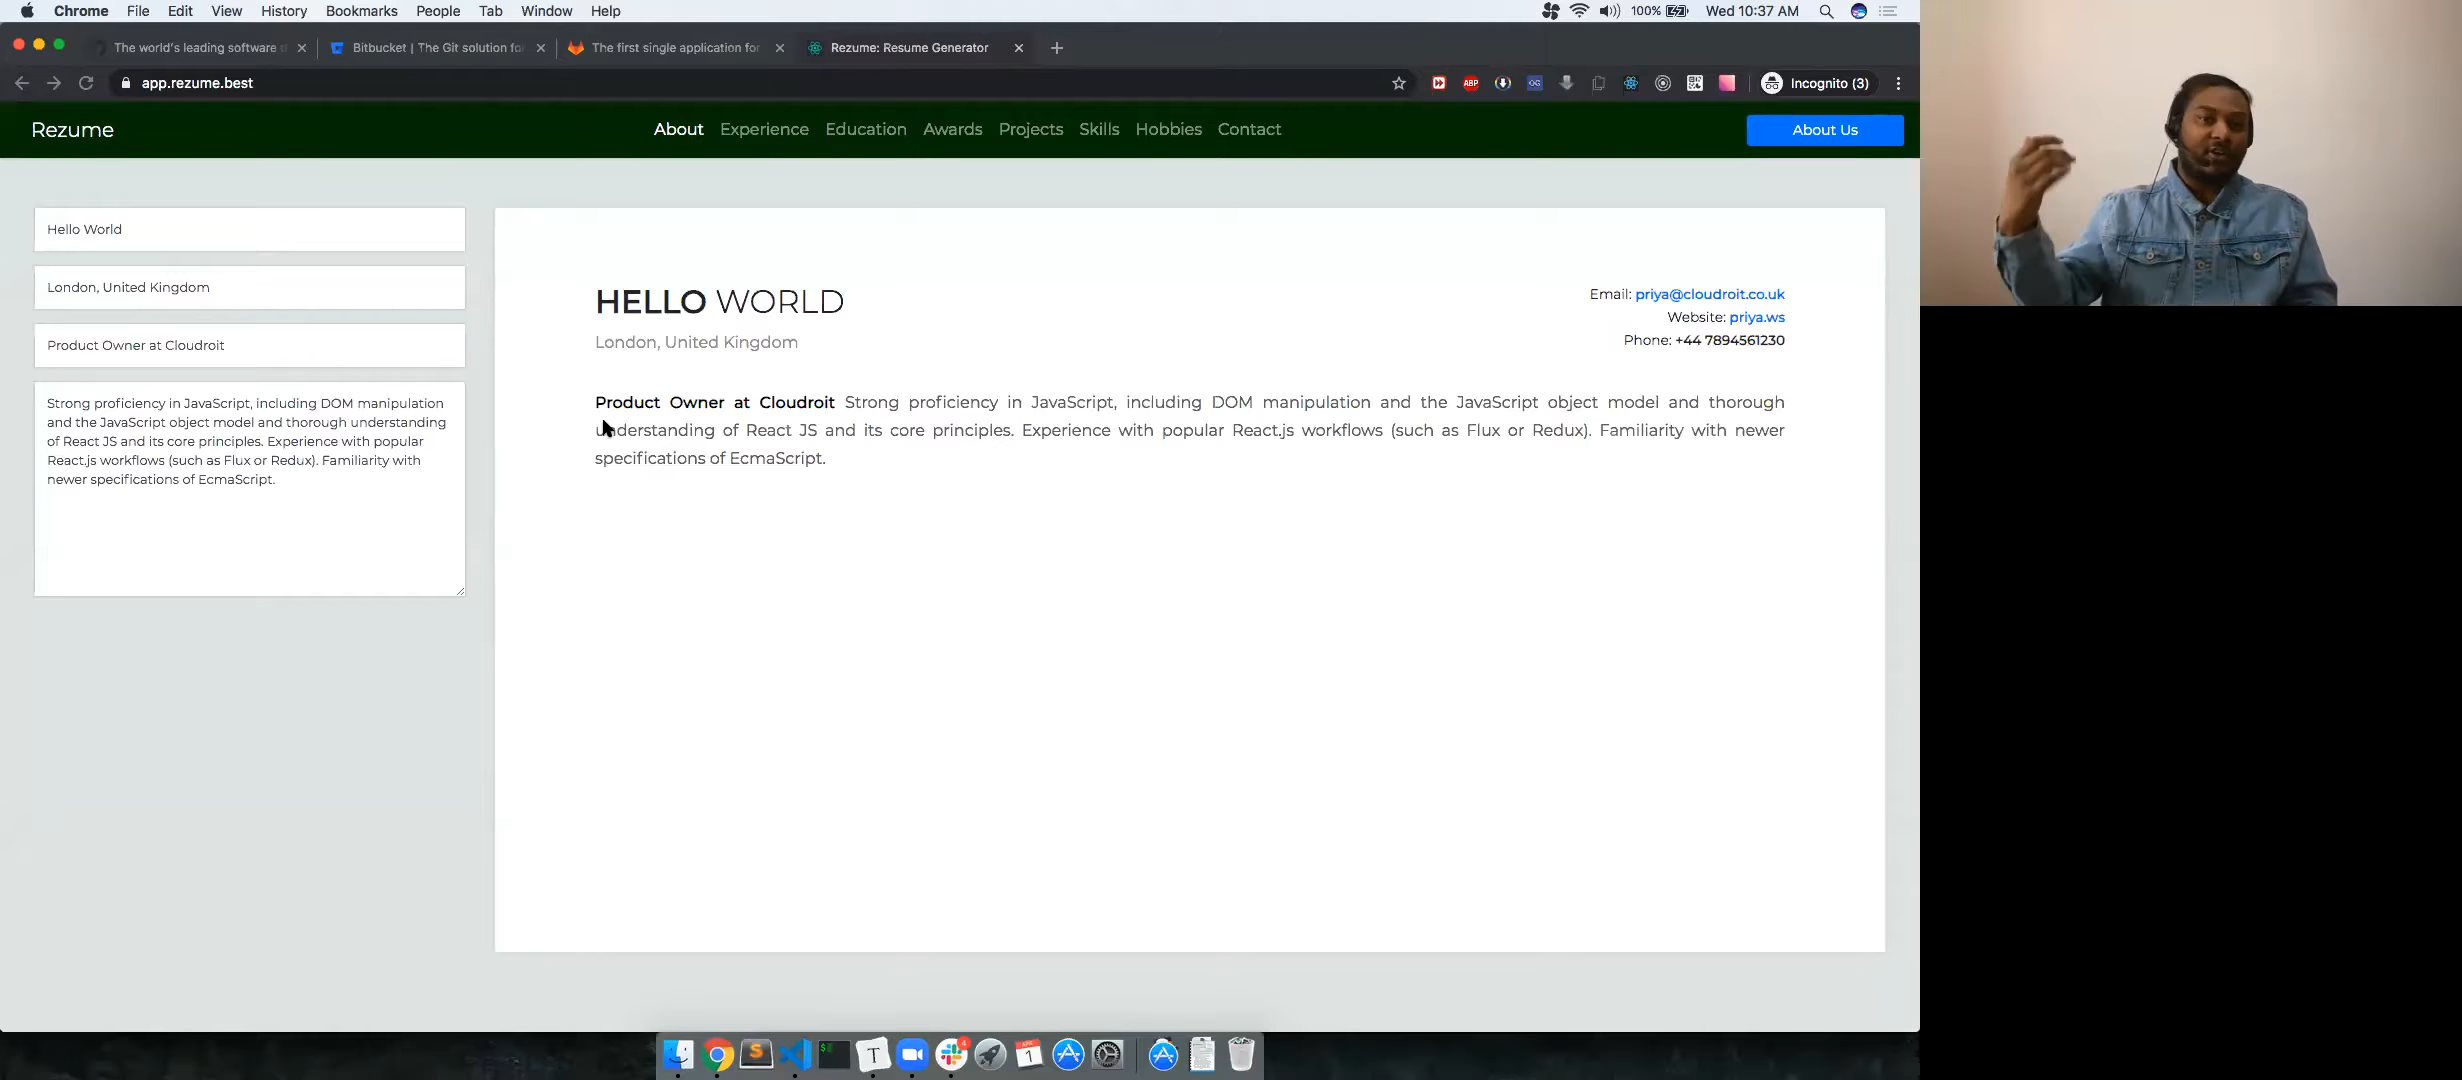 Chrome File Edit View History Bookmarks People Tab Window Help 100% Wed 10:37 AM
The world's leading software d Bitbucket | The Git solution for The first single application for Rezume: Resume Generator
app.rezume.best ABP OG Incognito (3)
Rezume About Experience Education Awards Projects Skills Hobbies Contact About Us
Hello World
London, United Kingdom
Product Owner at Cloudroit
Strong proficiency in JavaScript, including DOM manipulation
and the JavaScript object model and thorough understanding
of React JS and its core principles. Experience with popular
React.js workflows (such as Flux or Redux). Familiarity with
newer specifications of EcmaScript.
HELLO WORLD
London, United Kingdom
Email: priya@cloudroit.co.uk
Website: priya.ws
Phone: +44 7894561230
Product Owner at Cloudroit Strong proficiency in JavaScript, including DOM manipulation and the JavaScript object model and thorough
understanding of React JS and its core principles. Experience with popular React.js workflows (such as Flux or Redux). Familiarity with newer
specifications of EcmaScript.
S $ T 4 1